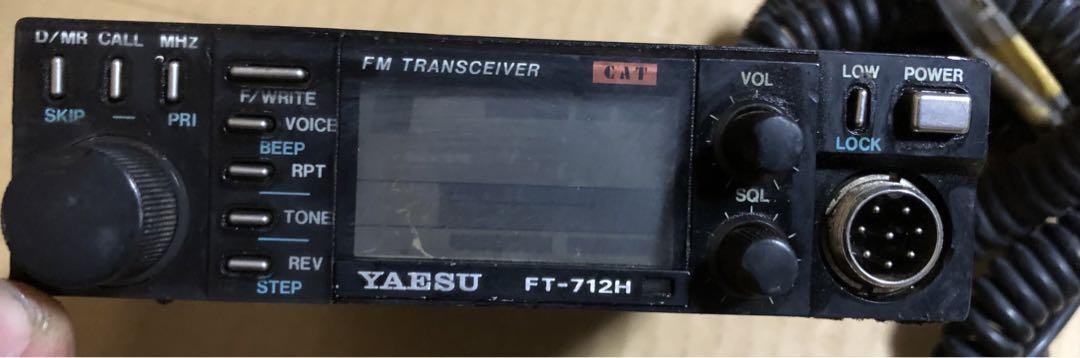 D/MR CALL MHZ
SKIP — PRI
F/WRITE
VOICE
BEEP
RPT
TONE
REV
STEP
FM TRANSCEIVER CAT
YAESU FT-712H
VOL
SQL
LOW POWER
LOCK